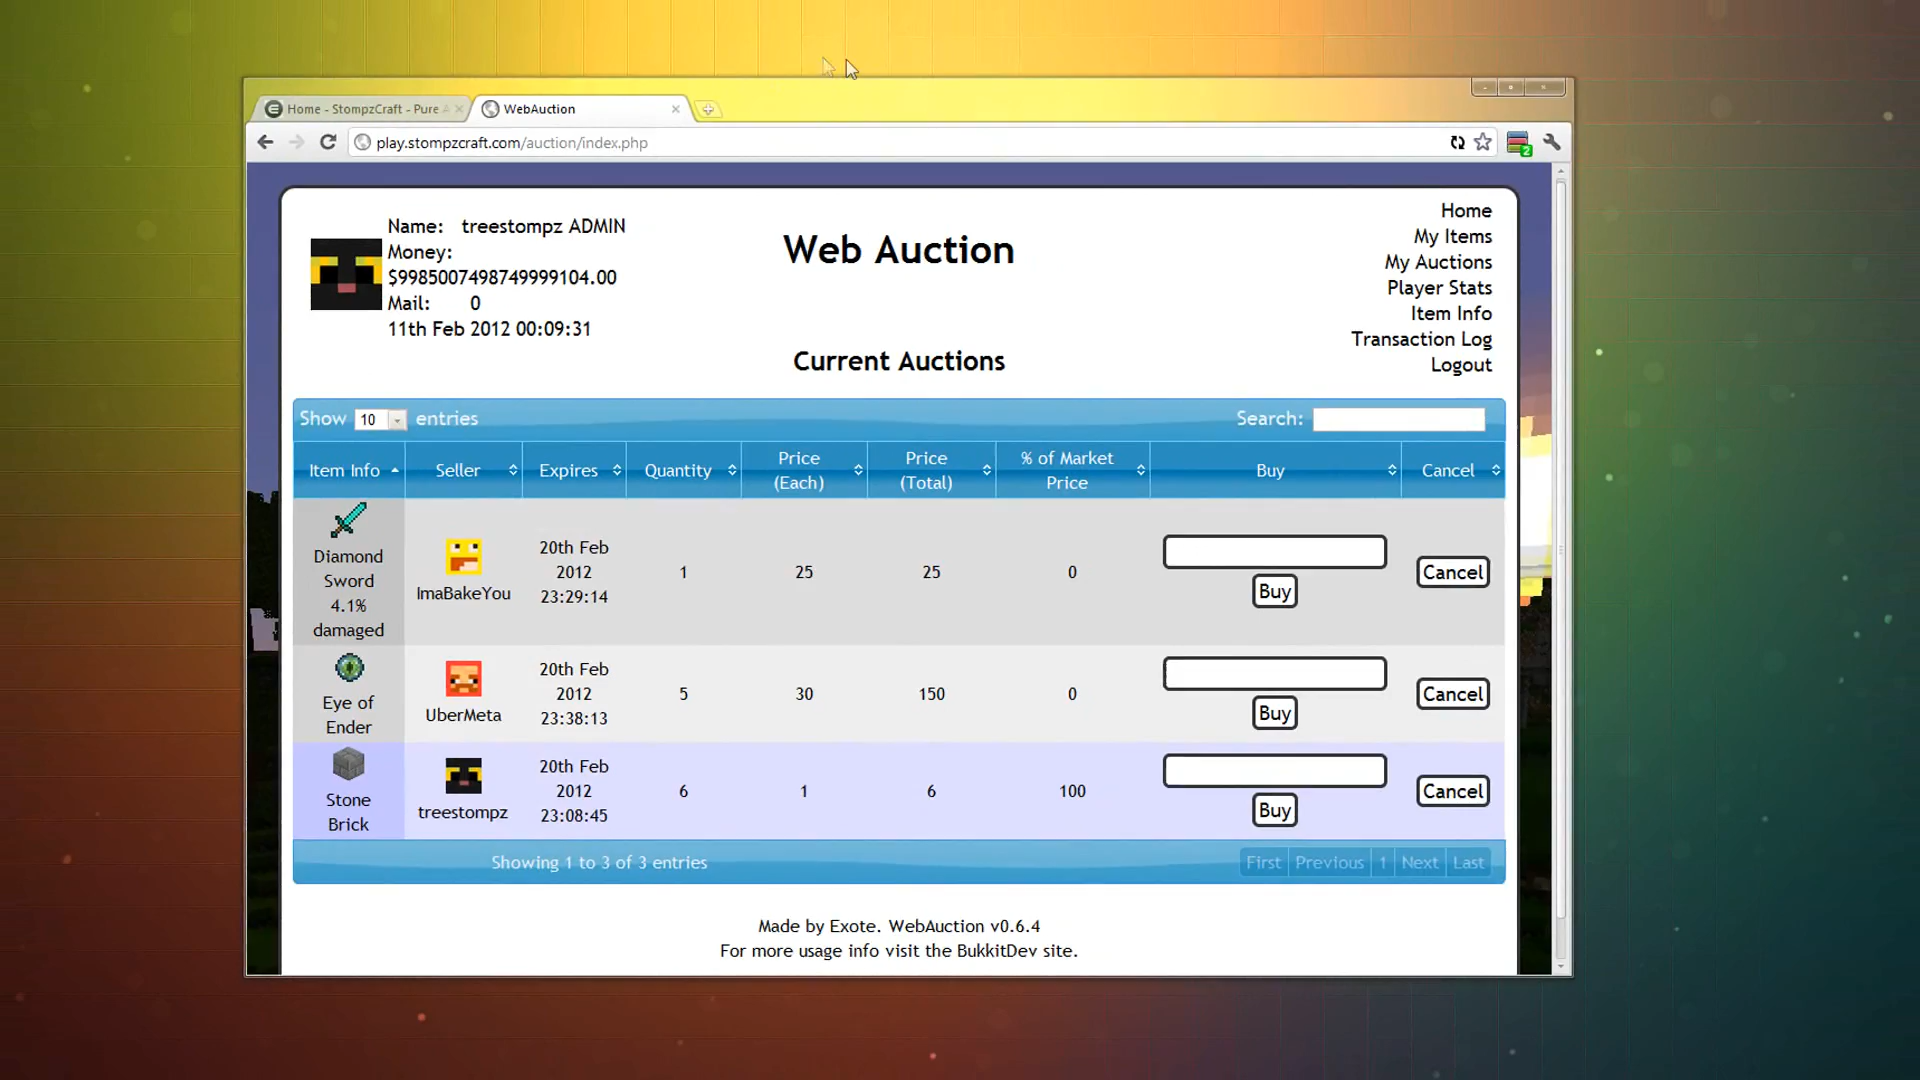 Home - StompzCraft - Pure
WebAuction
play.stompzcraft.com/auction/index.php
2
Name: treestompz ADMIN
Money:
$9985007498749999104.00
Mail: 0
11th Feb 2012 00:09:31
Web Auction
Current Auctions
Home
My Items
My Auctions
Player Stats
Item Info
Transaction Log
Logout
Show 10 entries
Search:
Item Info Seller Expires Quantity Price (Each) Price (Total) % of Market Price Buy Cancel
Diamond
Sword
4.1%
damaged
ImaBakeYou
20th Feb
2012
23:29:14
1 25 25 0
Buy
Cancel
Eye of
Ender
UberMeta
20th Feb
2012
23:38:13
5 30 150 0
Buy
Cancel
Stone
Brick
treestompz
20th Feb
2012
23:08:45
6 1 6 100
Buy
Cancel
Showing 1 to 3 of 3 entries
First Previous 1 Next Last
Made by Exote. WebAuction v0.6.4
For more usage info visit the BukkitDev site.